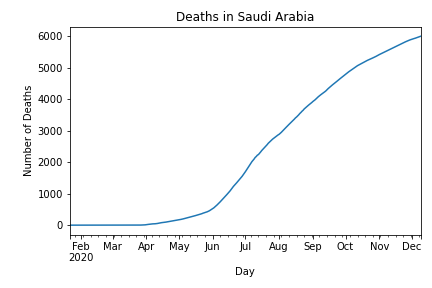 Deaths in Saudi Arabia
6000
5000
4000
3000
2000
1000
0
Number of Deaths
Feb Mar Apr May Jun Jul Aug Sep Oct Nov Dec
2020
Day